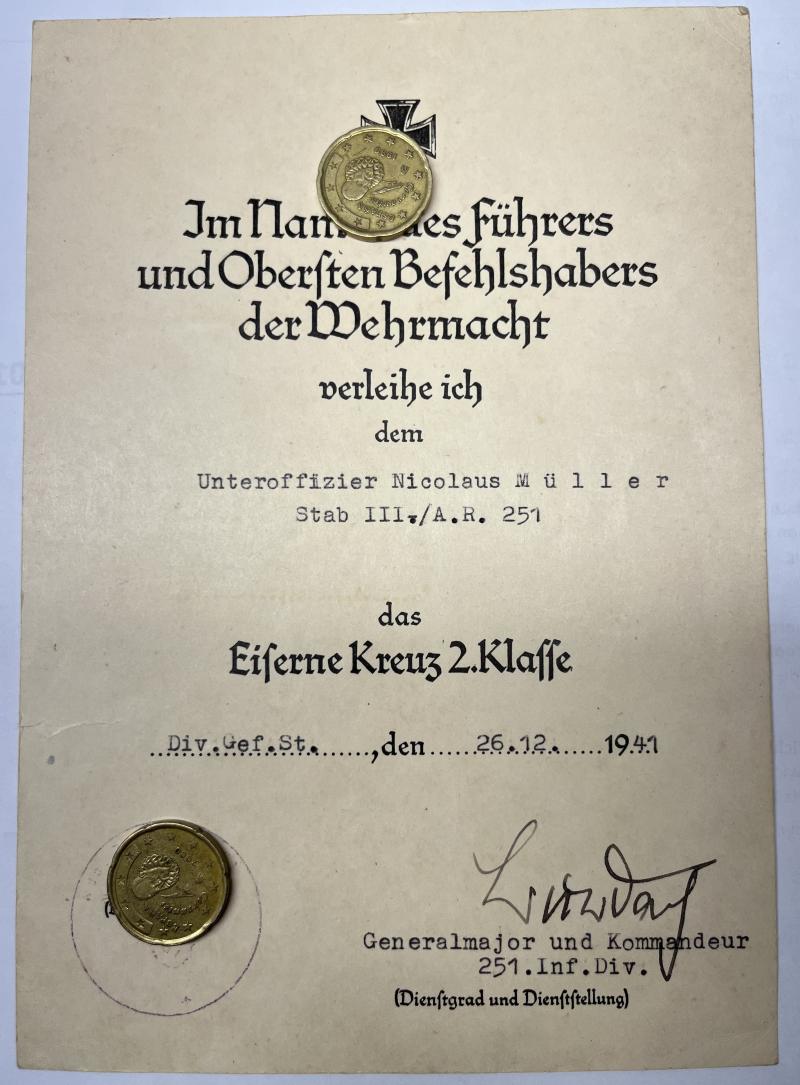 Im Nam des Führers
und Oberſten Befehlshabers
der Wehrmacht
verleihe ich
dem
Unteroffizier Nicolaus M ü l l e r
Stab III./A.R. 251
das
Eiſerne Kreuz 2.Klaſſe
Div.Gef.St. , den 26.12. 1941
Generalmajor und Kommandeur
251.Inf.Div.
(Dienſtgrad und Dienſtſtellung)